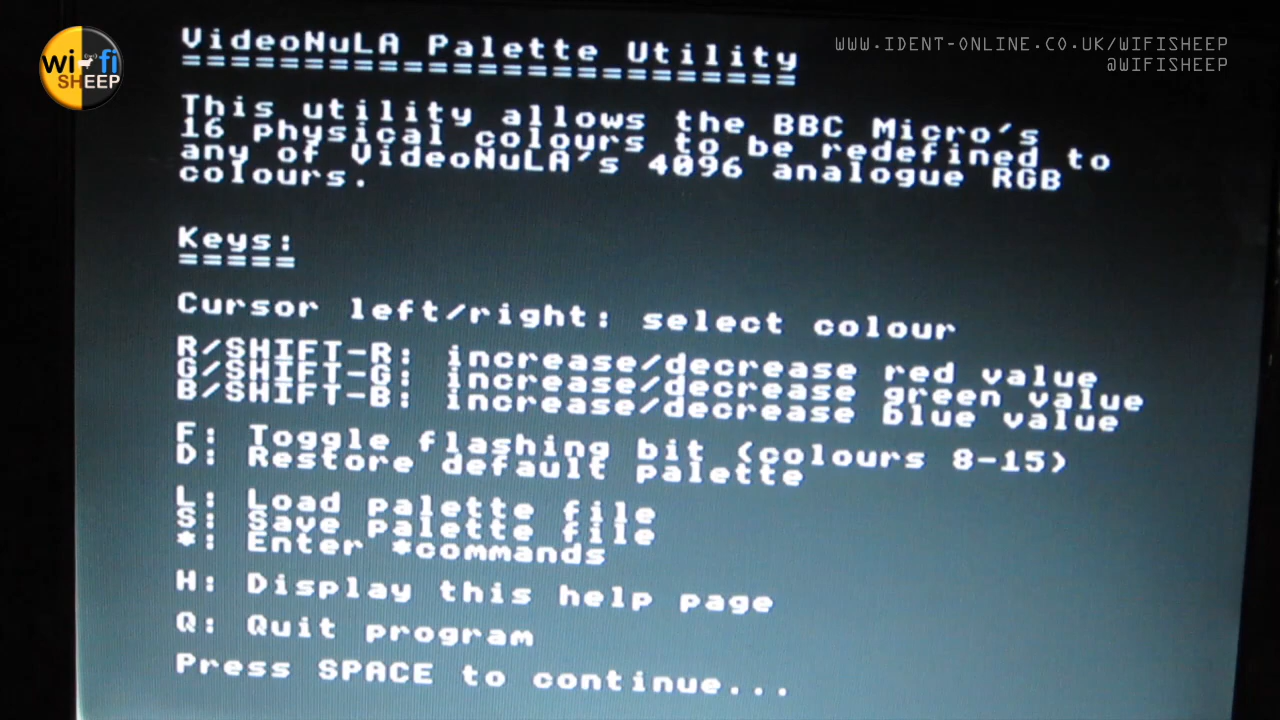 wi-fi
SHEEP
WWW.IDENT-ONLINE.CO.UK/WIFISHEEP
@WIFISHEEP
VideoNuLA Palette Utility
=========================
This utility allows the BBC Micro's
16 physical colours to be redefined to
any of VideoNuLA's 4096 analogue RGB
colours.
Keys:
=====
Cursor left/right: select colour
R/SHIFT-R: increase/decrease red value
G/SHIFT-G: increase/decrease green value
B/SHIFT-B: increase/decrease blue value
F: Toggle flashing bit (colours 8-15)
D: Restore default palette
L: Load palette file
S: Save palette file
*: Enter *commands
H: Display this help page
Q: Quit program
Press SPACE to continue...